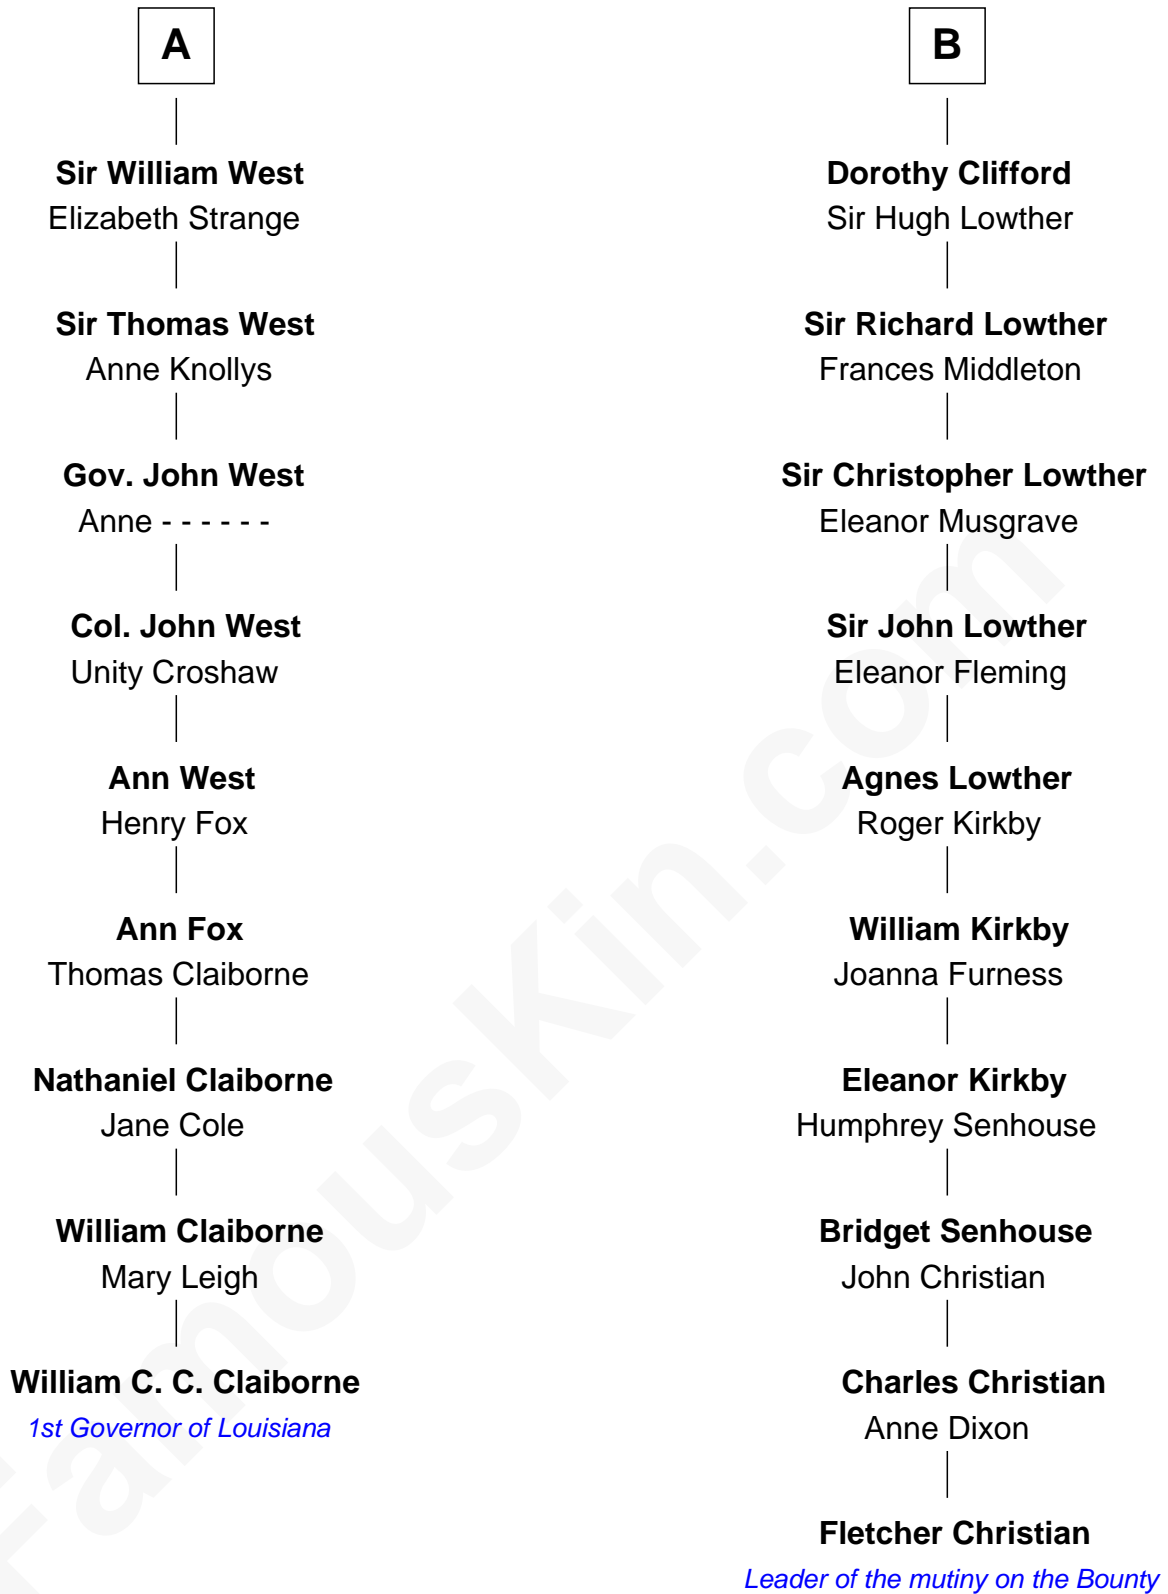 A
Sir William West
Elizabeth Strange
Sir Thomas West
Anne Knollys
Gov. John West
Anne - - - - - -
Col. John West
Unity Croshaw
Ann West
Henry Fox
Ann Fox
Thomas Claiborne
Nathaniel Claiborne
Jane Cole
William Claiborne
Mary Leigh
William C. C. Claiborne
1st Governor of Louisiana
B
Dorothy Clifford
Sir Hugh Lowther
Sir Richard Lowther
Frances Middleton
Sir Christopher Lowther
Eleanor Musgrave
Sir John Lowther
Eleanor Fleming
Agnes Lowther
Roger Kirkby
William Kirkby
Joanna Furness
Eleanor Kirkby
Humphrey Senhouse
Bridget Senhouse
John Christian
Charles Christian
Anne Dixon
Fletcher Christian
Leader of the mutiny on the Bounty
FamousKin.com